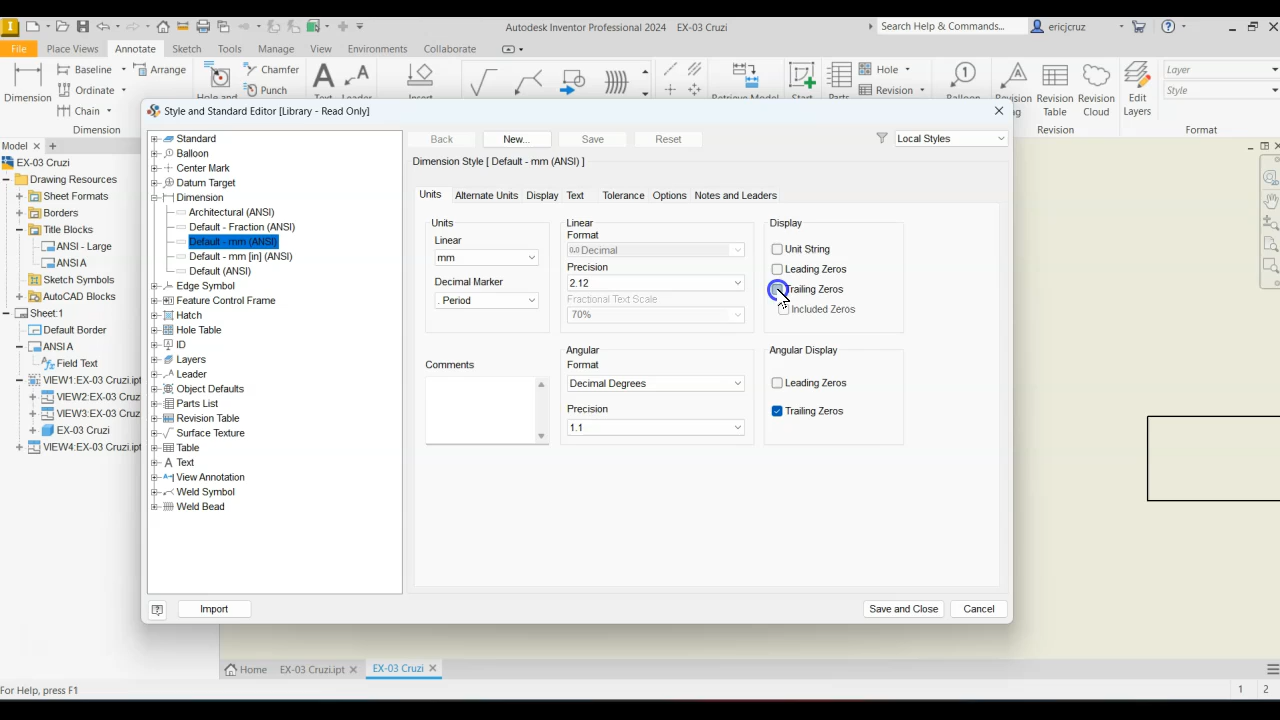 Autodesk Inventor Professional 2024 EX-03 Cruzi
Search Help & Commands...
ericjcruz
File Place Views Annotate Sketch Tools Manage View Environments Collaborate
Dimension
Baseline
Ordinate
Chain
Arrange
Dimension
Chamfer
Punch
Hole
Revision
Revision Table
Revision Cloud
Revision
Edit Layers
Layer
Style
Format
Model
EX-03 Cruzi
Drawing Resources
Sheet Formats
Borders
Title Blocks
ANSI - Large
ANSI A
Sketch Symbols
AutoCAD Blocks
Sheet:1
Default Border
ANSI A
Field Text
VIEW1:EX-03 Cruzi.ipt
VIEW2:EX-03 Cruz
VIEW3:EX-03 Cruz
EX-03 Cruzi
VIEW4:EX-03 Cruzi.ipt
Style and Standard Editor [Library - Read Only]
Standard
Balloon
Center Mark
Datum Target
Dimension
Architectural (ANSI)
Default - Fraction (ANSI)
Default - mm (ANSI)
Default - mm [in] (ANSI)
Default (ANSI)
Edge Symbol
Feature Control Frame
Hatch
Hole Table
ID
Layers
Leader
Object Defaults
Parts List
Revision Table
Surface Texture
Table
Text
View Annotation
Weld Symbol
Weld Bead
Import
Back New... Save Reset Local Styles
Dimension Style [ Default - mm (ANSI) ]
Units Alternate Units Display Text Tolerance Options Notes and Leaders
Units
Linear
mm
Decimal Marker
. Period
Comments
Linear
Format
0.0 Decimal
Precision
2.12
Fractional Text Scale
70%
Angular
Format
Decimal Degrees
Precision
1.1
Display
Unit String
Leading Zeros
Trailing Zeros
Included Zeros
Angular Display
Leading Zeros
Trailing Zeros
Save and Close Cancel
Home EX-03 Cruzi.ipt EX-03 Cruzi
For Help, press F1
1 2